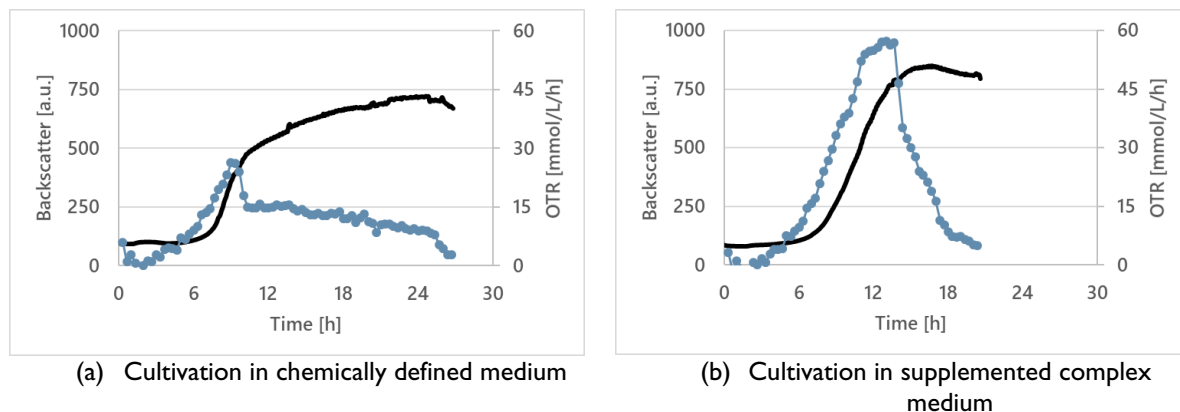 1000
750
500
250
0
Backscatter [a.u.]
60
45
30
15
0
OTR [mmol/L/h]
0 6 12 18 24 30
Time [h]
(a) Cultivation in chemically defined medium
1000
750
500
250
0
Backscatter [a.u.]
60
45
30
15
0
OTR [mmol/L/h]
0 6 12 18 24 30
Time [h]
(b) Cultivation in supplemented complex
medium